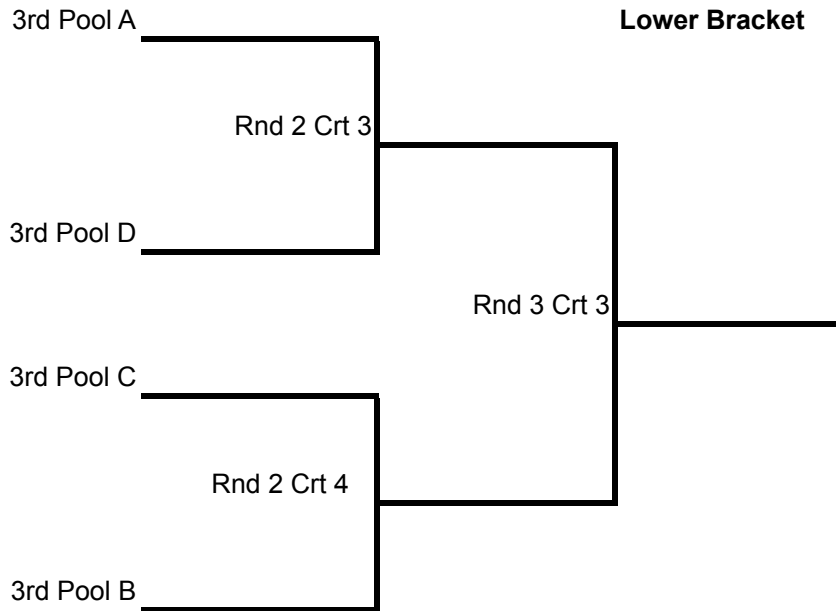 3rd Pool A
Lower Bracket
Rnd 2 Crt 3
3rd Pool D
Rnd 3 Crt 3
3rd Pool C
Rnd 2 Crt 4
3rd Pool B